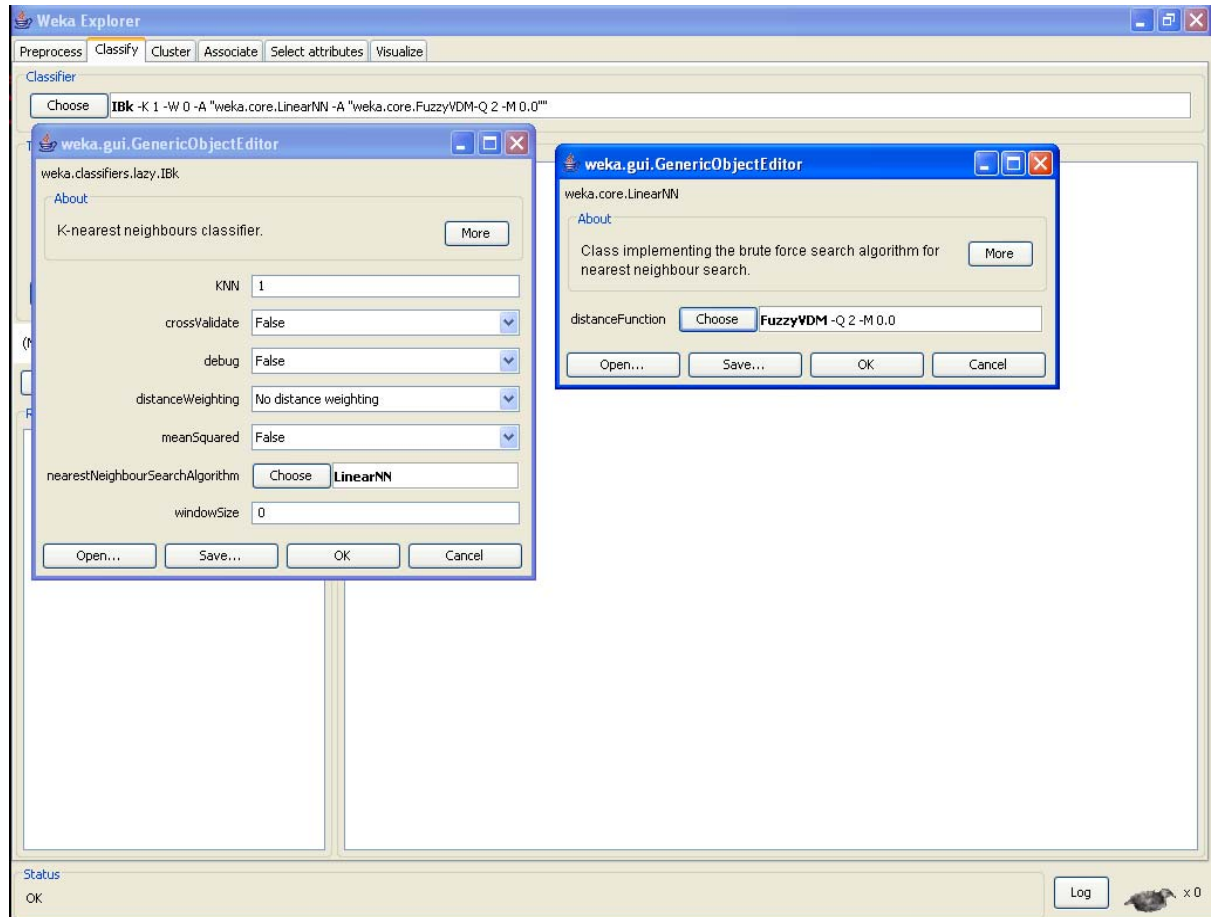 Weka Explorer
Preprocess Classify Cluster Associate Select attributes Visualize
Classifier
Choose IBk -K 1 -W 0 -A "weka.core.LinearNN -A "weka.core.FuzzyVDM-Q 2 -M 0.0""
weka.gui.GenericObjectEditor
weka.classifiers.lazy.IBk
About
K-nearest neighbours classifier.
More
KNN 1
crossValidate False
debug False
distanceWeighting No distance weighting
meanSquared False
nearestNeighbourSearchAlgorithm Choose LinearNN
windowSize 0
Open... Save... OK Cancel
weka.gui.GenericObjectEditor
weka.core.LinearNN
About
Class implementing the brute force search algorithm for
nearest neighbour search.
More
distanceFunction Choose FuzzyVDM -Q 2 -M 0.0
Open... Save... OK Cancel
Status
OK
Log x 0